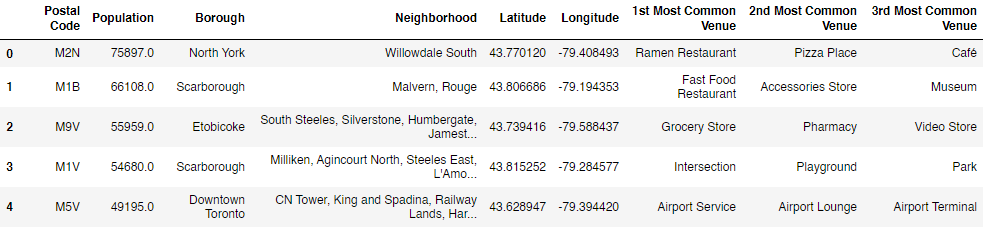 Postal Code Population Borough Neighborhood Latitude Longitude 1st Most Common Venue 2nd Most Common Venue 3rd Most Common Venue
0 M2N 75897.0 North York Willowdale South 43.770120 -79.408493 Ramen Restaurant Pizza Place Café
1 M1B 66108.0 Scarborough Malvern, Rouge 43.806686 -79.194353 Fast Food Restaurant Accessories Store Museum
2 M9V 55959.0 Etobicoke South Steeles, Silverstone, Humbergate, Jamest... 43.739416 -79.588437 Grocery Store Pharmacy Video Store
3 M1V 54680.0 Scarborough Milliken, Agincourt North, Steeles East, L'Amo... 43.815252 -79.284577 Intersection Playground Park
4 M5V 49195.0 Downtown Toronto CN Tower, King and Spadina, Railway Lands, Har... 43.628947 -79.394420 Airport Service Airport Lounge Airport Terminal